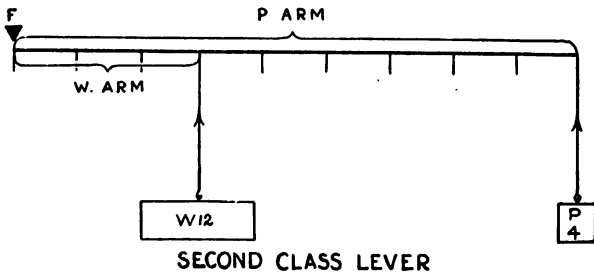 F
P ARM
W. ARM
W12
P
4
SECOND CLASS LEVER